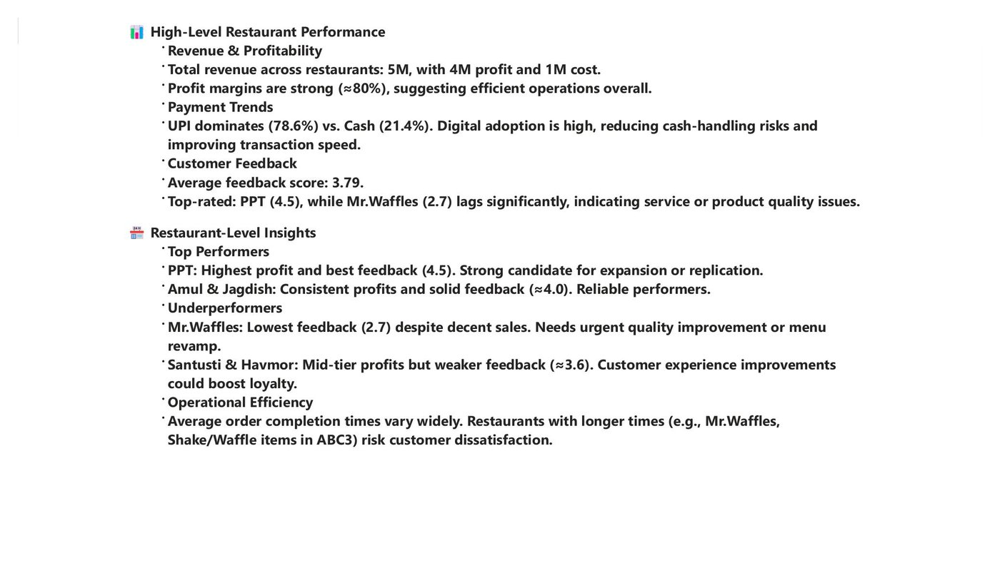 High-Level Restaurant Performance
• Revenue & Profitability
• Total revenue across restaurants: 5M, with 4M profit and 1M cost.
• Profit margins are strong (≈80%), suggesting efficient operations overall.
• Payment Trends
• UPI dominates (78.6%) vs. Cash (21.4%). Digital adoption is high, reducing cash-handling risks and
improving transaction speed.
• Customer Feedback
• Average feedback score: 3.79.
• Top-rated: PPT (4.5), while Mr.Waffles (2.7) lags significantly, indicating service or product quality issues.
Restaurant-Level Insights
• Top Performers
• PPT: Highest profit and best feedback (4.5). Strong candidate for expansion or replication.
• Amul & Jagdish: Consistent profits and solid feedback (≈4.0). Reliable performers.
• Underperformers
• Mr.Waffles: Lowest feedback (2.7) despite decent sales. Needs urgent quality improvement or menu
revamp.
• Santusti & Havmor: Mid-tier profits but weaker feedback (≈3.6). Customer experience improvements
could boost loyalty.
• Operational Efficiency
• Average order completion times vary widely. Restaurants with longer times (e.g., Mr.Waffles,
Shake/Waffle items in ABC3) risk customer dissatisfaction.